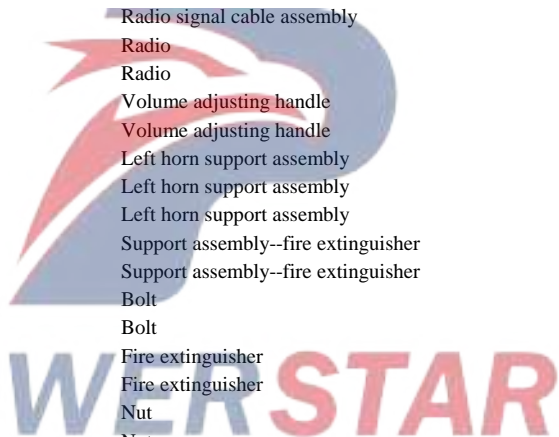 Radio signal cable assembly
Radio
Radio
Volume adjusting handle
Volume adjusting handle
Left horn support assembly
Left horn support assembly
Left horn support assembly
Support assembly--fire extinguisher
Support assembly--fire extinguisher
Bolt
Bolt
Fire extinguisher
Fire extinguisher
Nut
WERSTAR